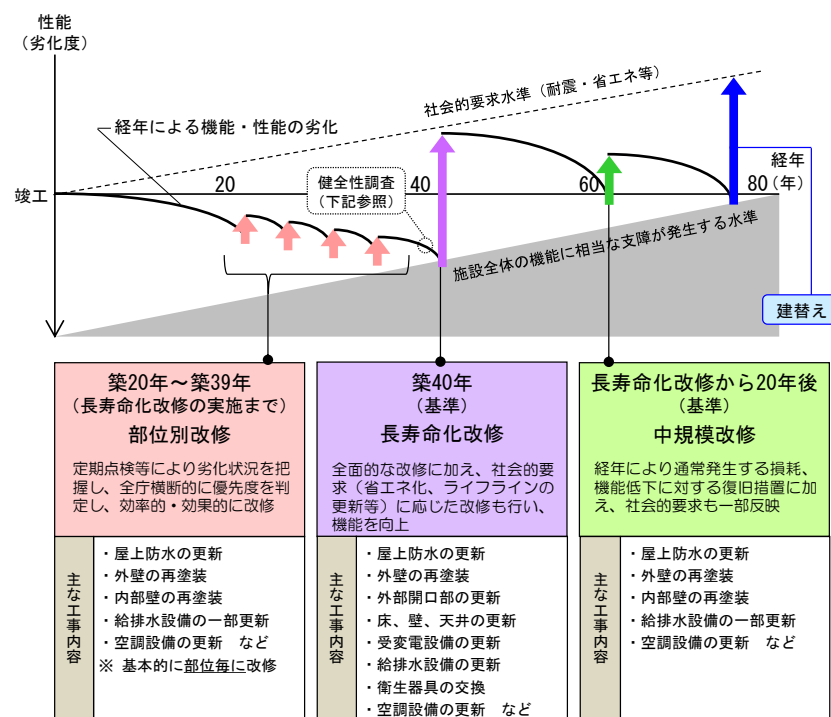 性能
（劣化度）
社会的要求水準（耐震・省エネ等）
経年による機能・性能の劣化
健全性調査
（下記参照）
竣工
20
40
60
80
経年
（年）
施設全体の機能に相当な支障が発生する水準
建替え
築20年～築39年
（長寿命化改修の実施まで）
部位別改修
定期点検等により劣化状況を把
握し、全庁横断的に優先度を判
定し、効率的・効果的に改修
主な工事内容
・屋上防水の更新
・外壁の再塗装
・内部壁の再塗装
・給排水設備の一部更新
・空調設備の更新　など
※ 基本的に部位毎に改修
築40年
（基準）
長寿命化改修
全面的な改修に加え、社会的要
求（省エネ化、ライフラインの
更新等）に応じた改修も行い、
機能を向上
主な工事内容
・屋上防水の更新
・外壁の再塗装
・外部開口部の更新
・床、壁、天井の更新
・受変電設備の更新
・給排水設備の更新
・衛生器具の交換
・空調設備の更新　など
長寿命化改修から20年後
（基準）
中規模改修
経年により通常発生する損耗、
機能低下に対する復旧措置に加
え、社会的要求も一部反映
主な工事内容
・屋上防水の更新
・外壁の再塗装
・内部壁の再塗装
・給排水設備の一部更新
・空調設備の更新　など